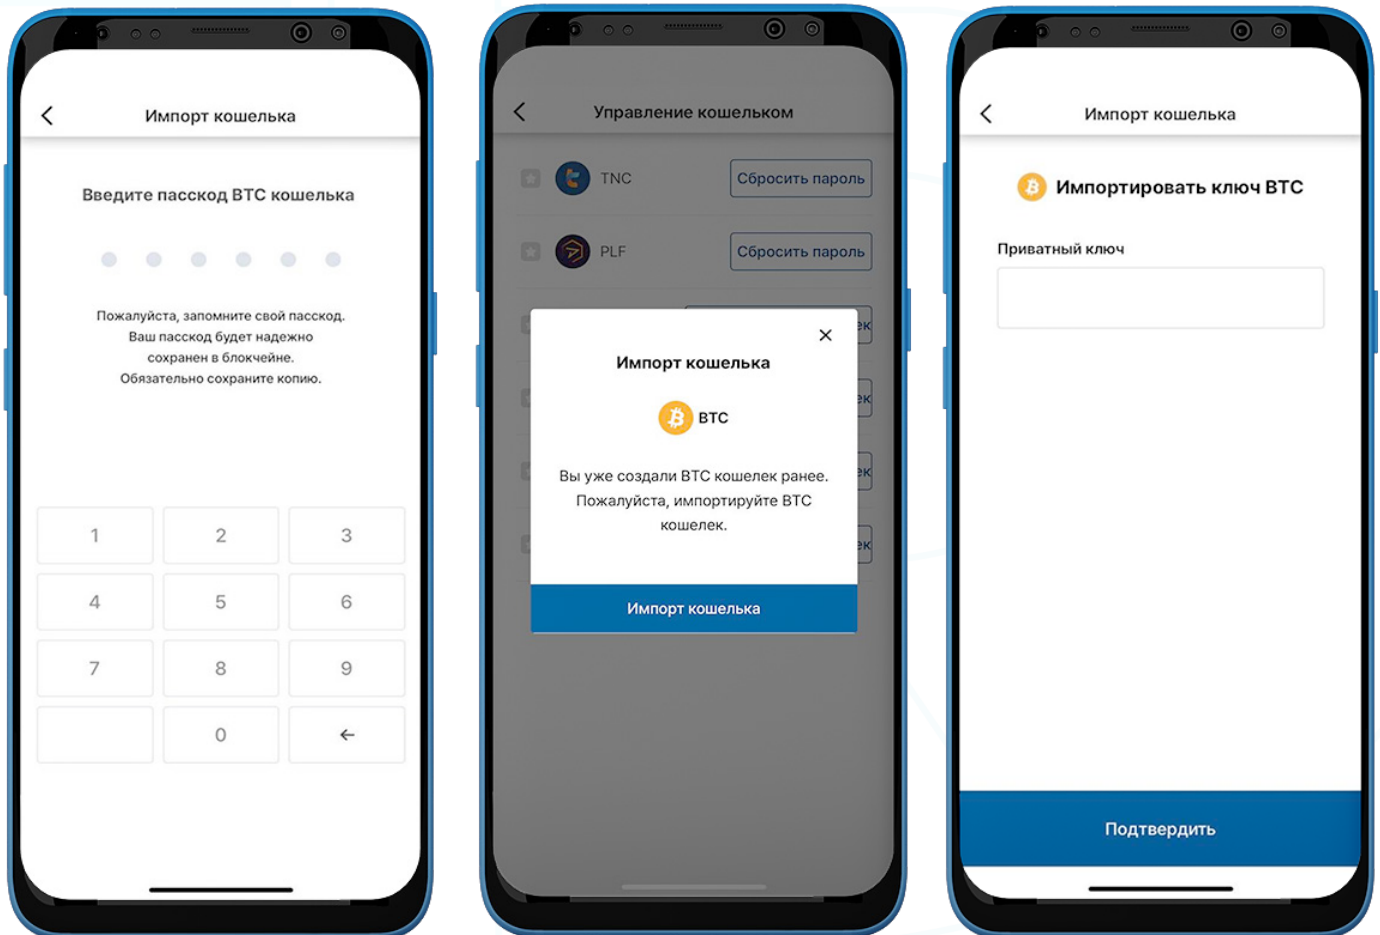 Импорт кошелька
Введите пасскод BTC кошелька
Пожалуйста, запомните свой пасскод.
Ваш пасскод будет надежно
сохранен в блокчейне.
Обязательно сохраните копию.
1 2 3
4 5 6
7 8 9
0 ←
Управление кошельком
TNC Сбросить пароль
PLF Сбросить пароль
Импорт кошелька
BTC
Вы уже создали BTC кошелек ранее.
Пожалуйста, импортируйте BTC
кошелек.
Импорт кошелька
Импорт кошелька
Импортировать ключ BTC
Приватный ключ
Подтвердить